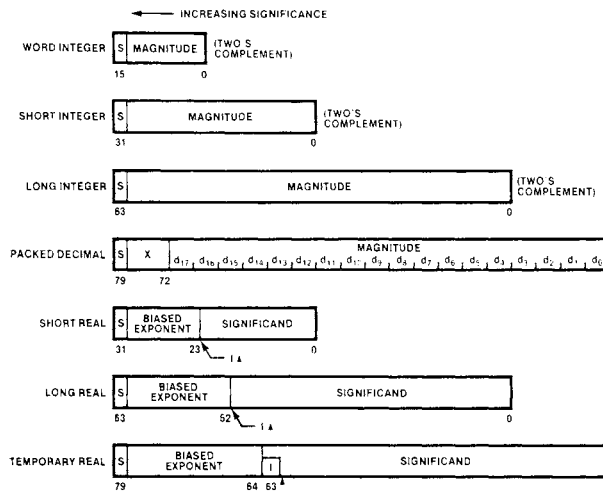 INCREASING SIGNIFICANCE
WORD INTEGER S MAGNITUDE (TWO'S COMPLEMENT)
15 0
SHORT INTEGER S MAGNITUDE (TWO'S COMPLEMENT)
31 0
LONG INTEGER S MAGNITUDE (TWO'S COMPLEMENT)
63 0
PACKED DECIMAL S X MAGNITUDE
d17 d16 d15 d14 d13 d12 d11 d10 d9 d8 d7 d6 d5 d4 d3 d2 d1 d0
79 72
SHORT REAL S BIASED EXPONENT SIGNIFICAND
31 23 0
I
LONG REAL S BIASED EXPONENT SIGNIFICAND
63 52 0
I
TEMPORARY REAL S BIASED EXPONENT I SIGNIFICAND
79 64 63